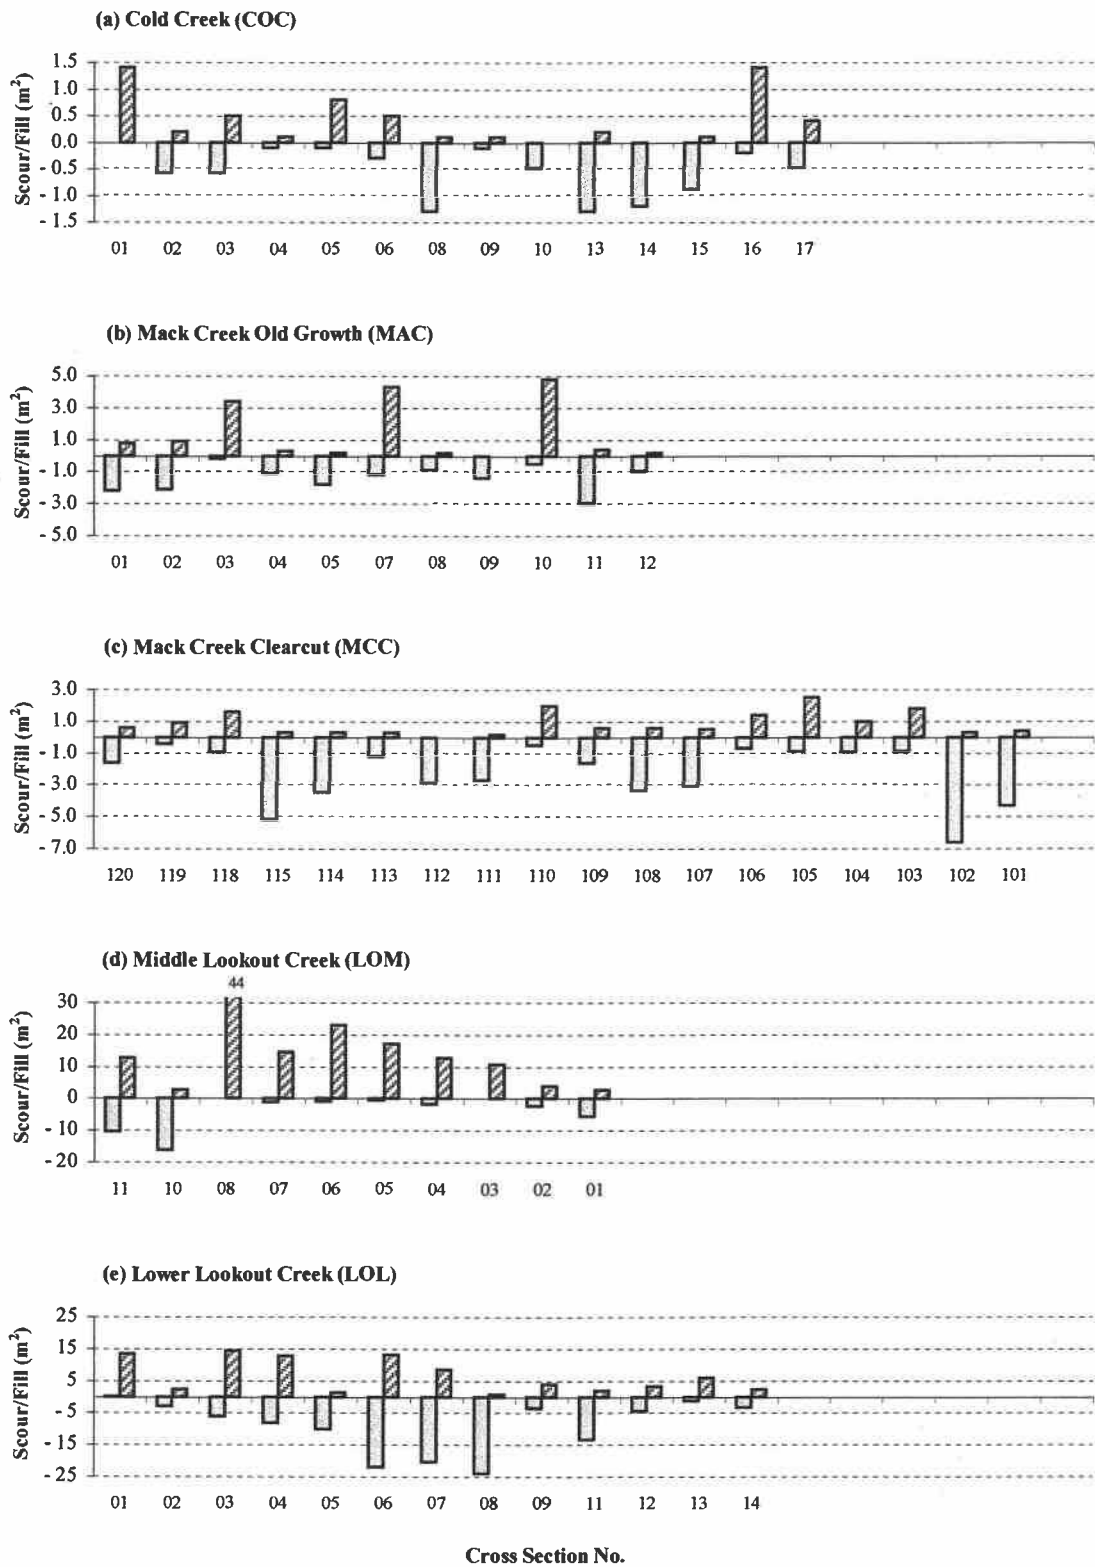 (a) Cold Creek (COC)
Scour/Fill (m²)
1.5
1.0
0.5
0.0
- 0.5
- 1.0
- 1.5
01 02 03 04 05 06 08 09 10 13 14 15 16 17
(b) Mack Creek Old Growth (MAC)
Scour/Fill (m²)
5.0
3.0
1.0
- 1.0
- 3.0
- 5.0
01 02 03 04 05 07 08 09 10 11 12
(c) Mack Creek Clearcut (MCC)
Scour/Fill (m²)
3.0
1.0
- 1.0
- 3.0
- 5.0
- 7.0
120 119 118 115 114 113 112 111 110 109 108 107 106 105 104 103 102 101
(d) Middle Lookout Creek (LOM)
44
Scour/Fill (m²)
30
20
10
0
- 10
- 20
11 10 08 07 06 05 04 03 02 01
(e) Lower Lookout Creek (LOL)
Scour/Fill (m²)
25
15
5
- 5
- 15
- 25
01 02 03 04 05 06 07 08 09 11 12 13 14
Cross Section No.